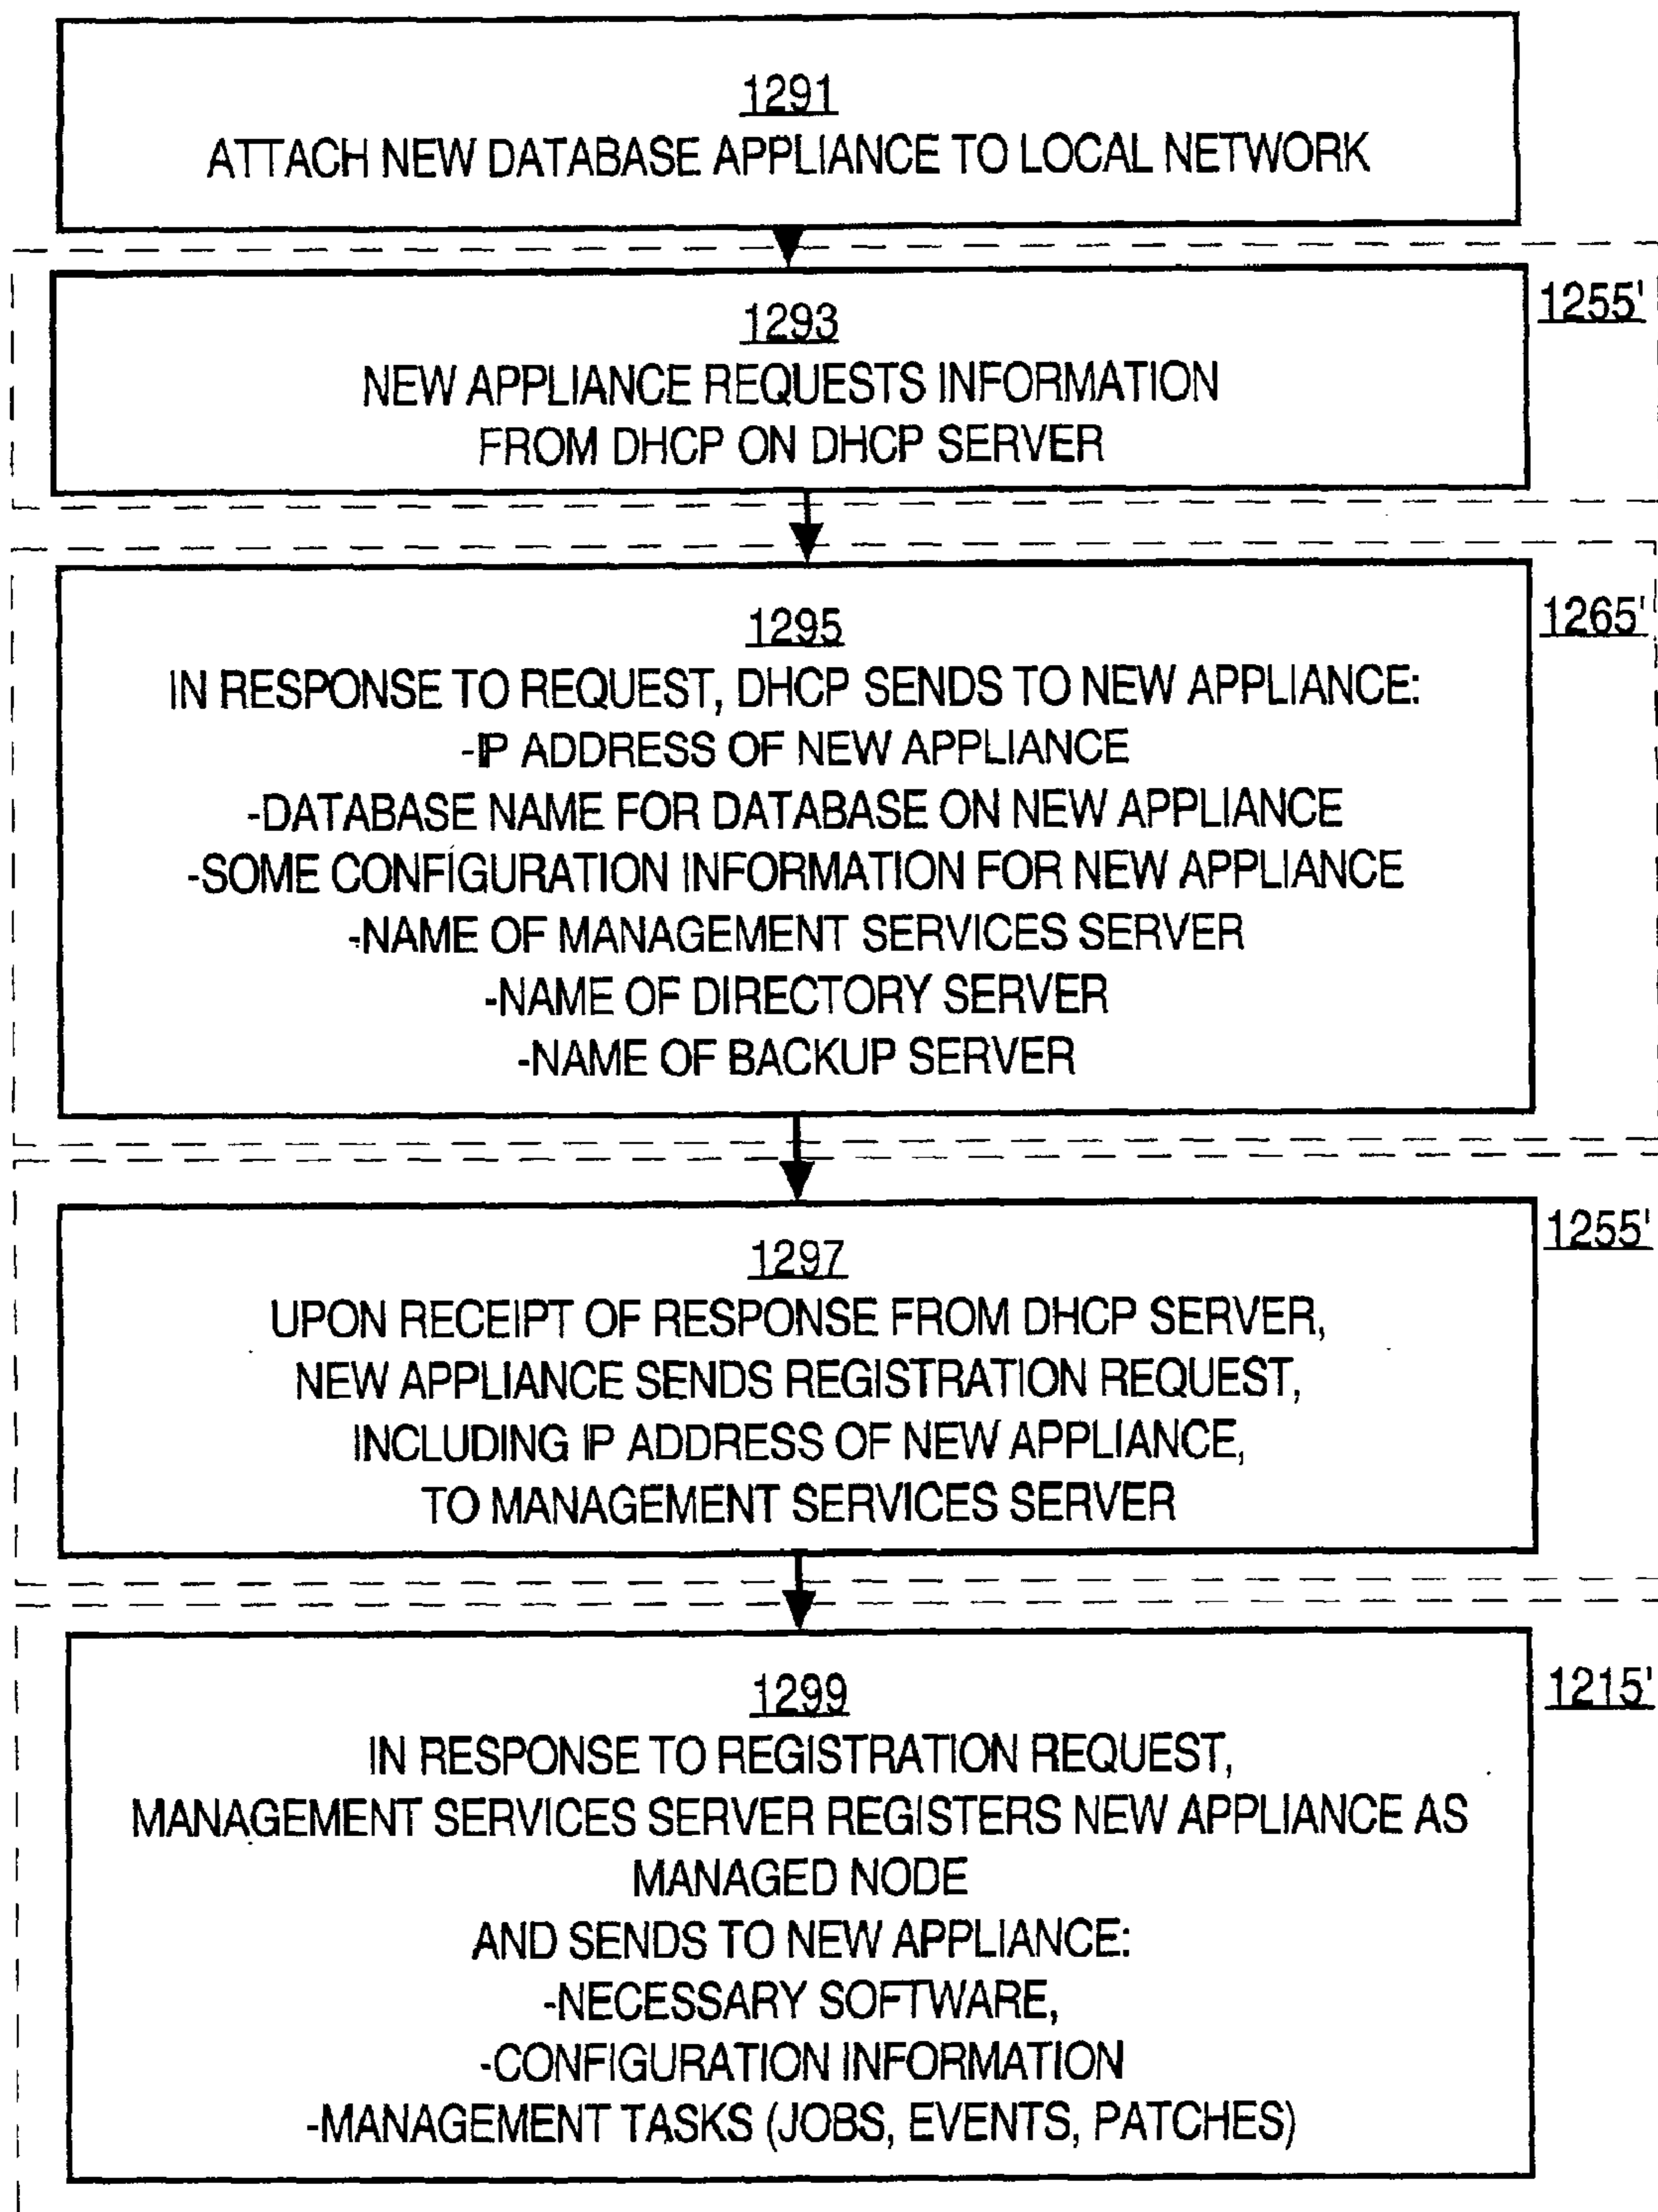 1291
ATTACH NEW DATABASE APPLIANCE TO LOCAL NETWORK
1255'
1293
NEW APPLIANCE REQUESTS INFORMATION
FROM DHCP ON DHCP SERVER
1265'
1295
IN RESPONSE TO REQUEST, DHCP SENDS TO NEW APPLIANCE:
-IP ADDRESS OF NEW APPLIANCE
-DATABASE NAME FOR DATABASE ON NEW APPLIANCE
-SOME CONFIGURATION INFORMATION FOR NEW APPLIANCE
-NAME OF MANAGEMENT SERVICES SERVER
-NAME OF DIRECTORY SERVER
-NAME OF BACKUP SERVER
1255'
1297
UPON RECEIPT OF RESPONSE FROM DHCP SERVER,
NEW APPLIANCE SENDS REGISTRATION REQUEST,
INCLUDING IP ADDRESS OF NEW APPLIANCE,
TO MANAGEMENT SERVICES SERVER
1215'
1299
IN RESPONSE TO REGISTRATION REQUEST,
MANAGEMENT SERVICES SERVER REGISTERS NEW APPLIANCE AS
MANAGED NODE
AND SENDS TO NEW APPLIANCE:
-NECESSARY SOFTWARE,
-CONFIGURATION INFORMATION
-MANAGEMENT TASKS (JOBS, EVENTS, PATCHES)